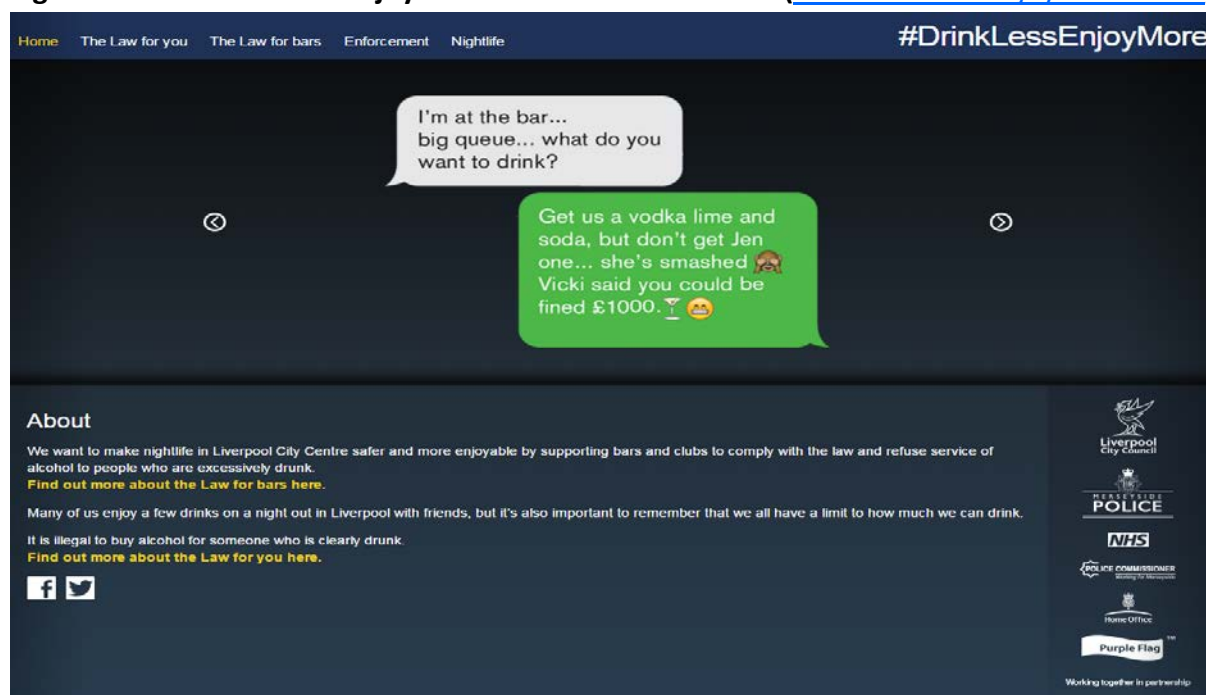 Home The Law for you The Law for bars Enforcement Nightlife #DrinkLessEnjoyMore
I'm at the bar...
big queue... what do you
want to drink?
Get us a vodka lime and
soda, but don't get Jen
one... she's smashed 🙈
Vicki said you could be
fined £1000.🍸😁
About
We want to make nightlife in Liverpool City Centre safer and more enjoyable by supporting bars and clubs to comply with the law and refuse service of
alcohol to people who are excessively drunk.
Find out more about the Law for bars here.
Many of us enjoy a few drinks on a night out in Liverpool with friends, but it's also important to remember that we all have a limit to how much we can drink.
It is illegal to buy alcohol for someone who is clearly drunk.
Find out more about the Law for you here.
Liverpool
City Council
MERSEYSIDE
POLICE
NHS
POLICE COMMISSIONER
Working for Merseyside
Home Office
Purple Flag ™
Working together in partnership